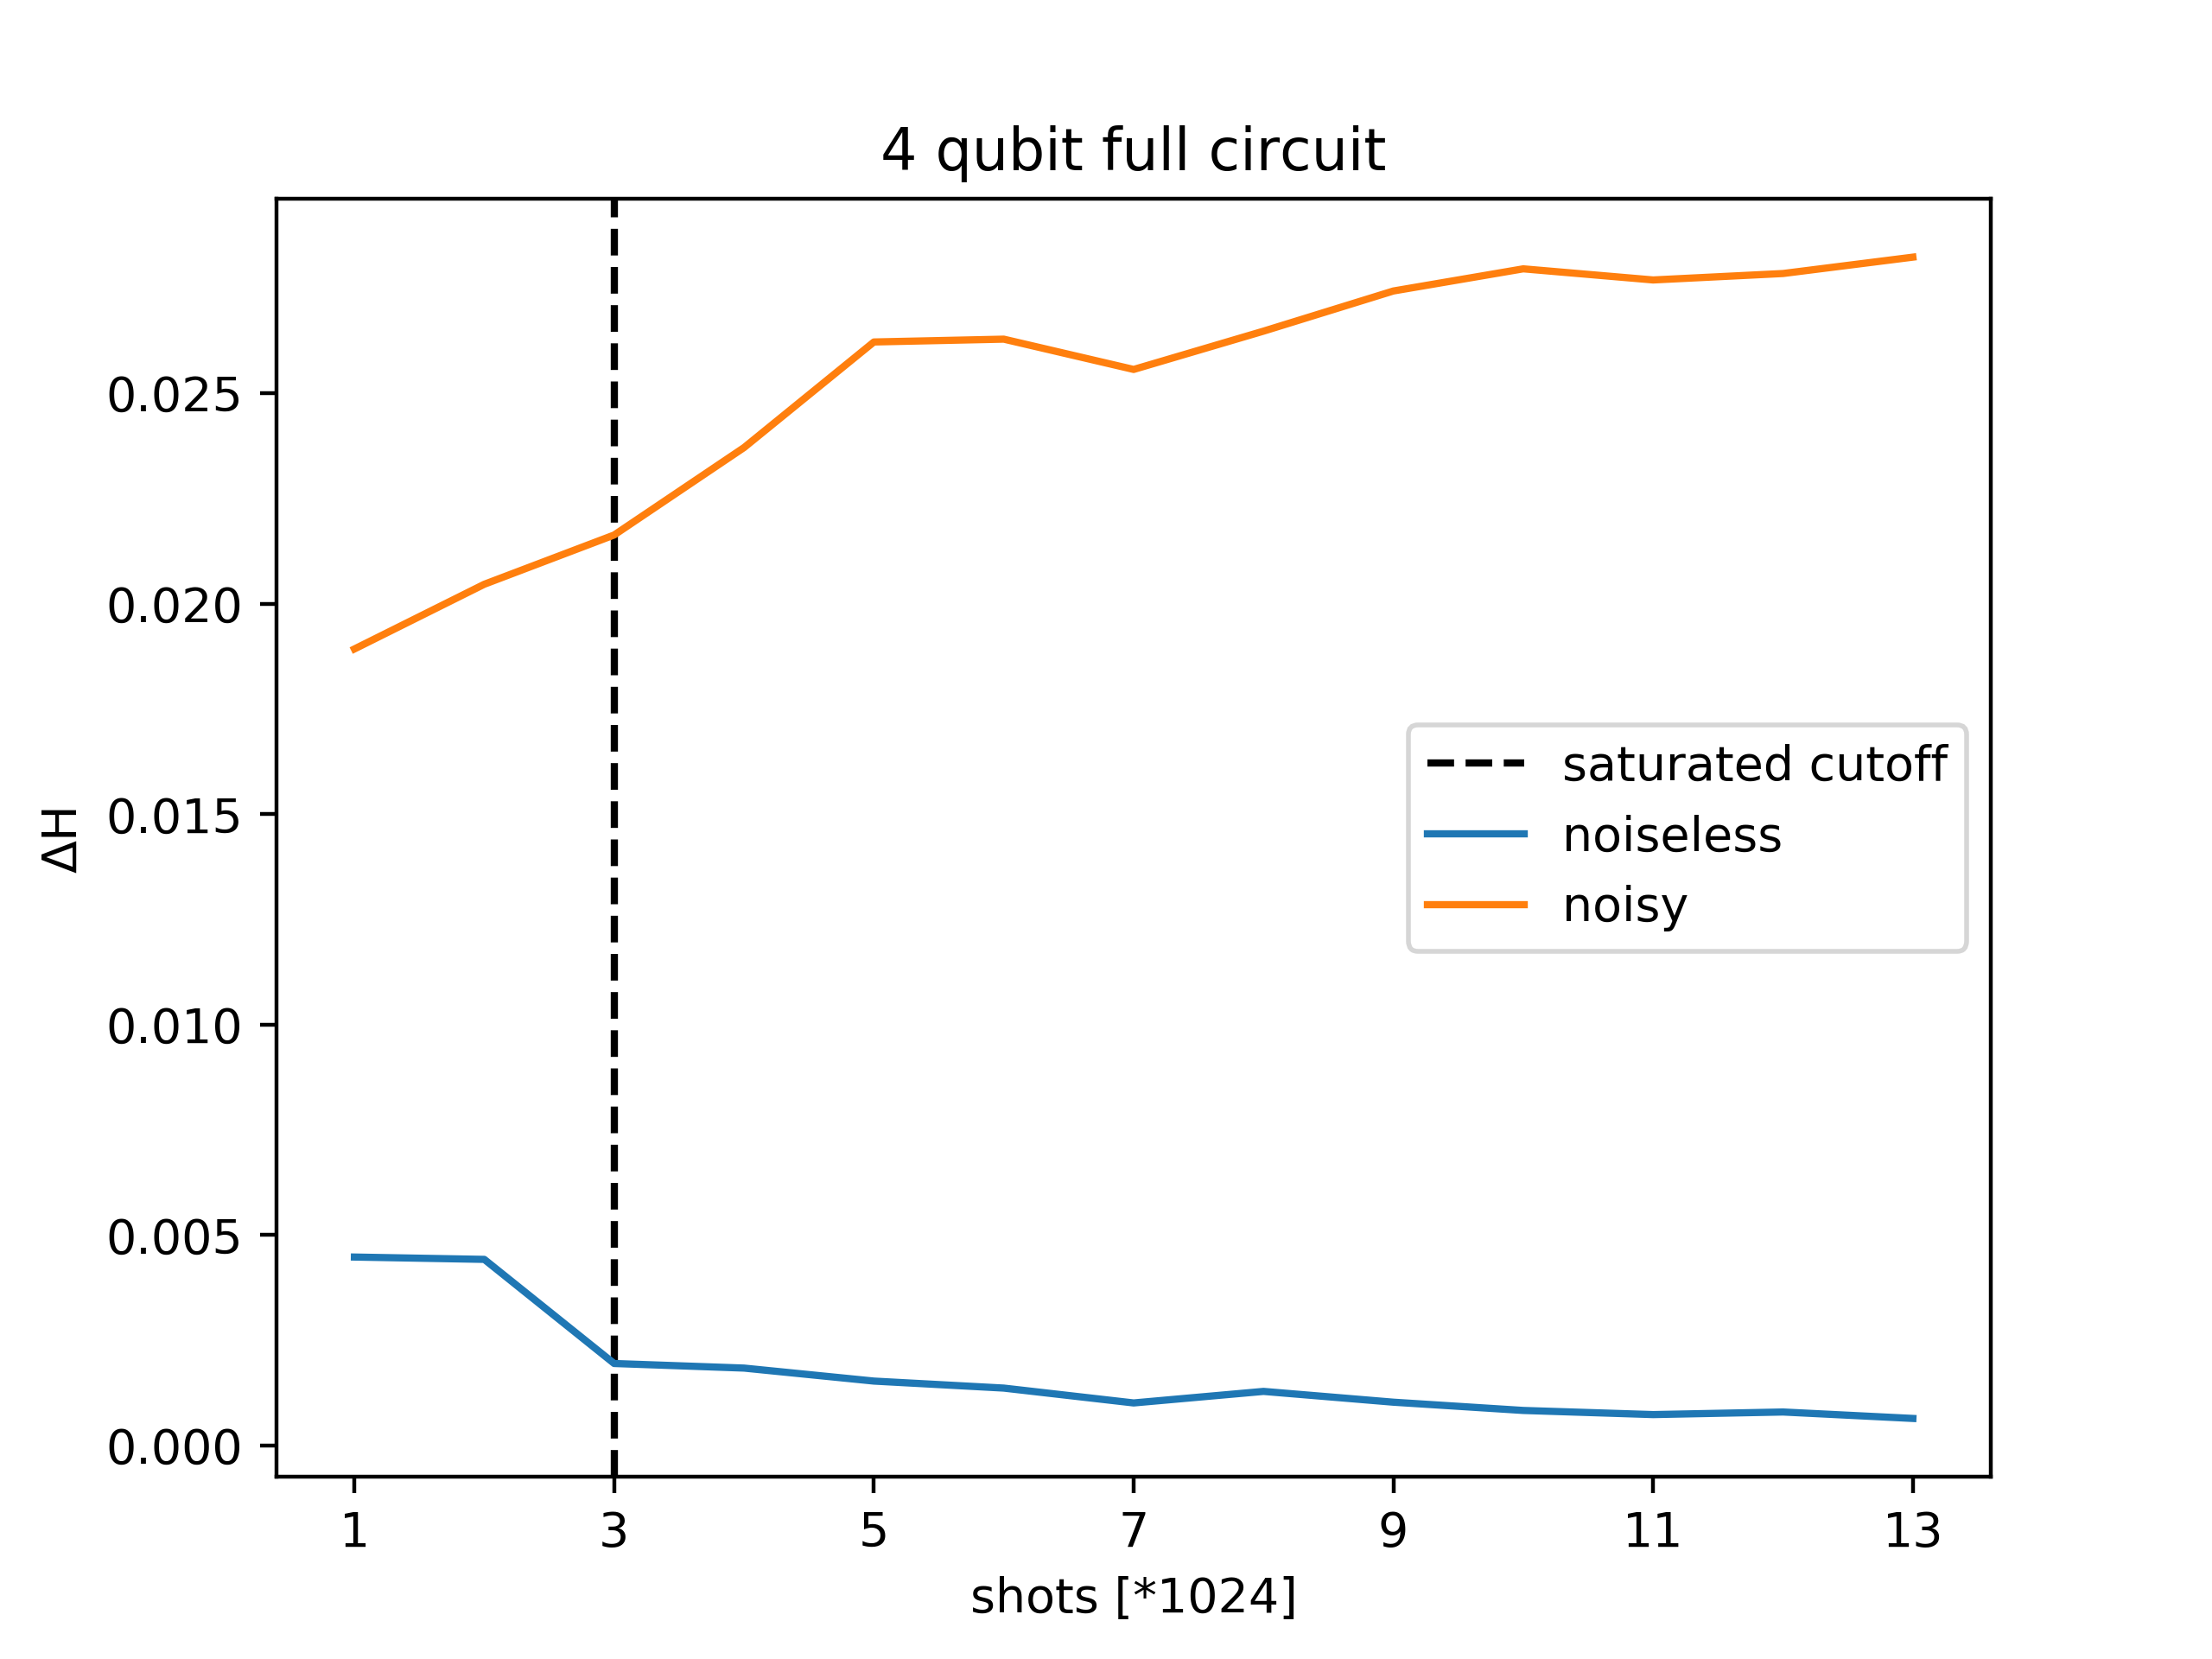 4 qubit full circuit
ΔH
0.025
0.020
0.015
0.010
0.005
0.000
saturated cutoff
noiseless
noisy
1 3 5 7 9 11 13
shots [*1024]